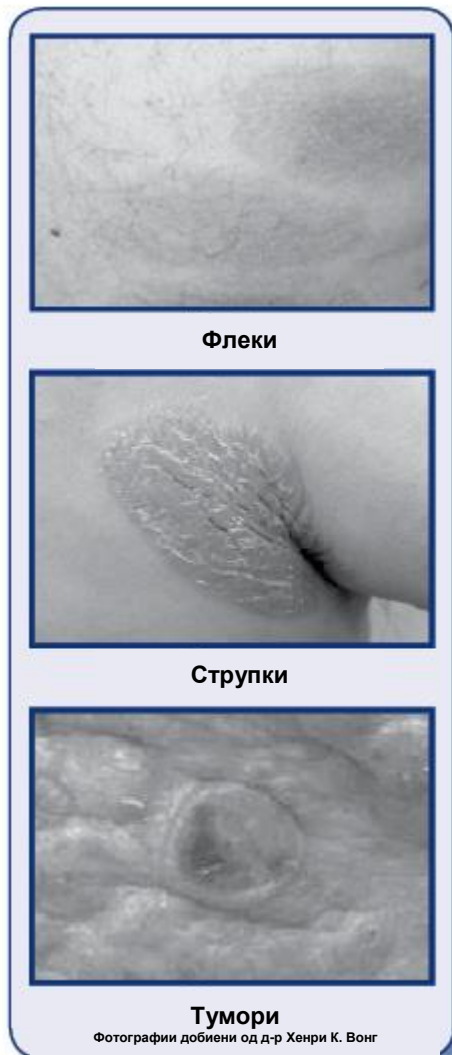 Флеки
Струпки
Тумори
Фотографии добиени од д-р Хенри К. Вонг